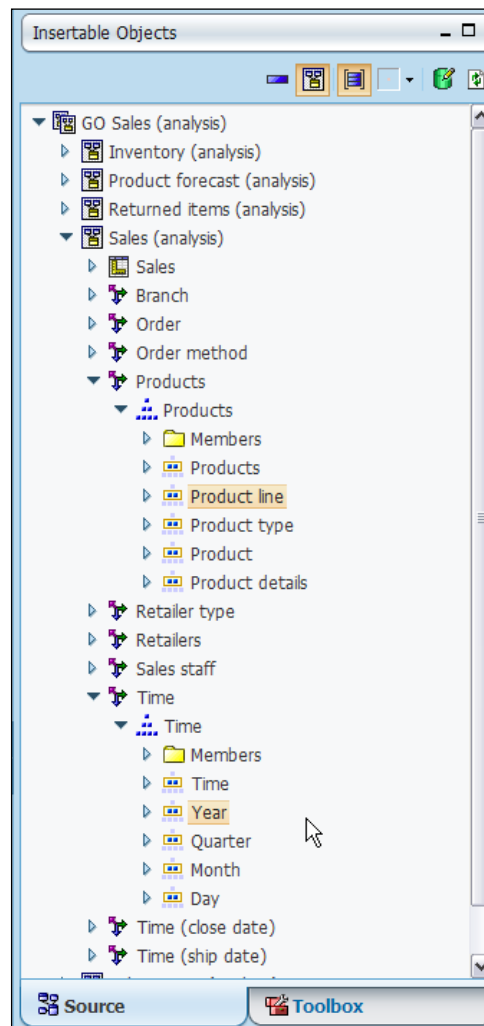 Insertable Objects
GO Sales (analysis)
Inventory (analysis)
Product forecast (analysis)
Returned items (analysis)
Sales (analysis)
Sales
Branch
Order
Order method
Products
Products
Members
Products
Product line
Product type
Product
Product details
Retailer type
Retailers
Sales staff
Time
Time
Members
Time
Year
Quarter
Month
Day
Time (close date)
Time (ship date)
Source
Toolbox